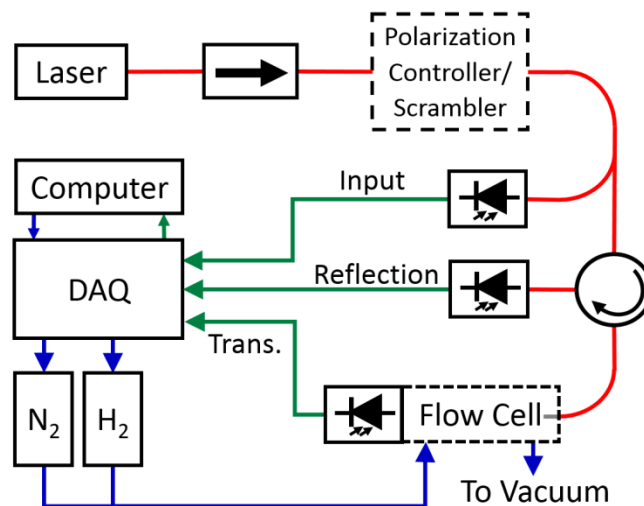 Laser
Polarization
Controller/
Scrambler
Computer
Input
DAQ
Reflection
Trans.
N₂
H₂
Flow Cell
To Vacuum